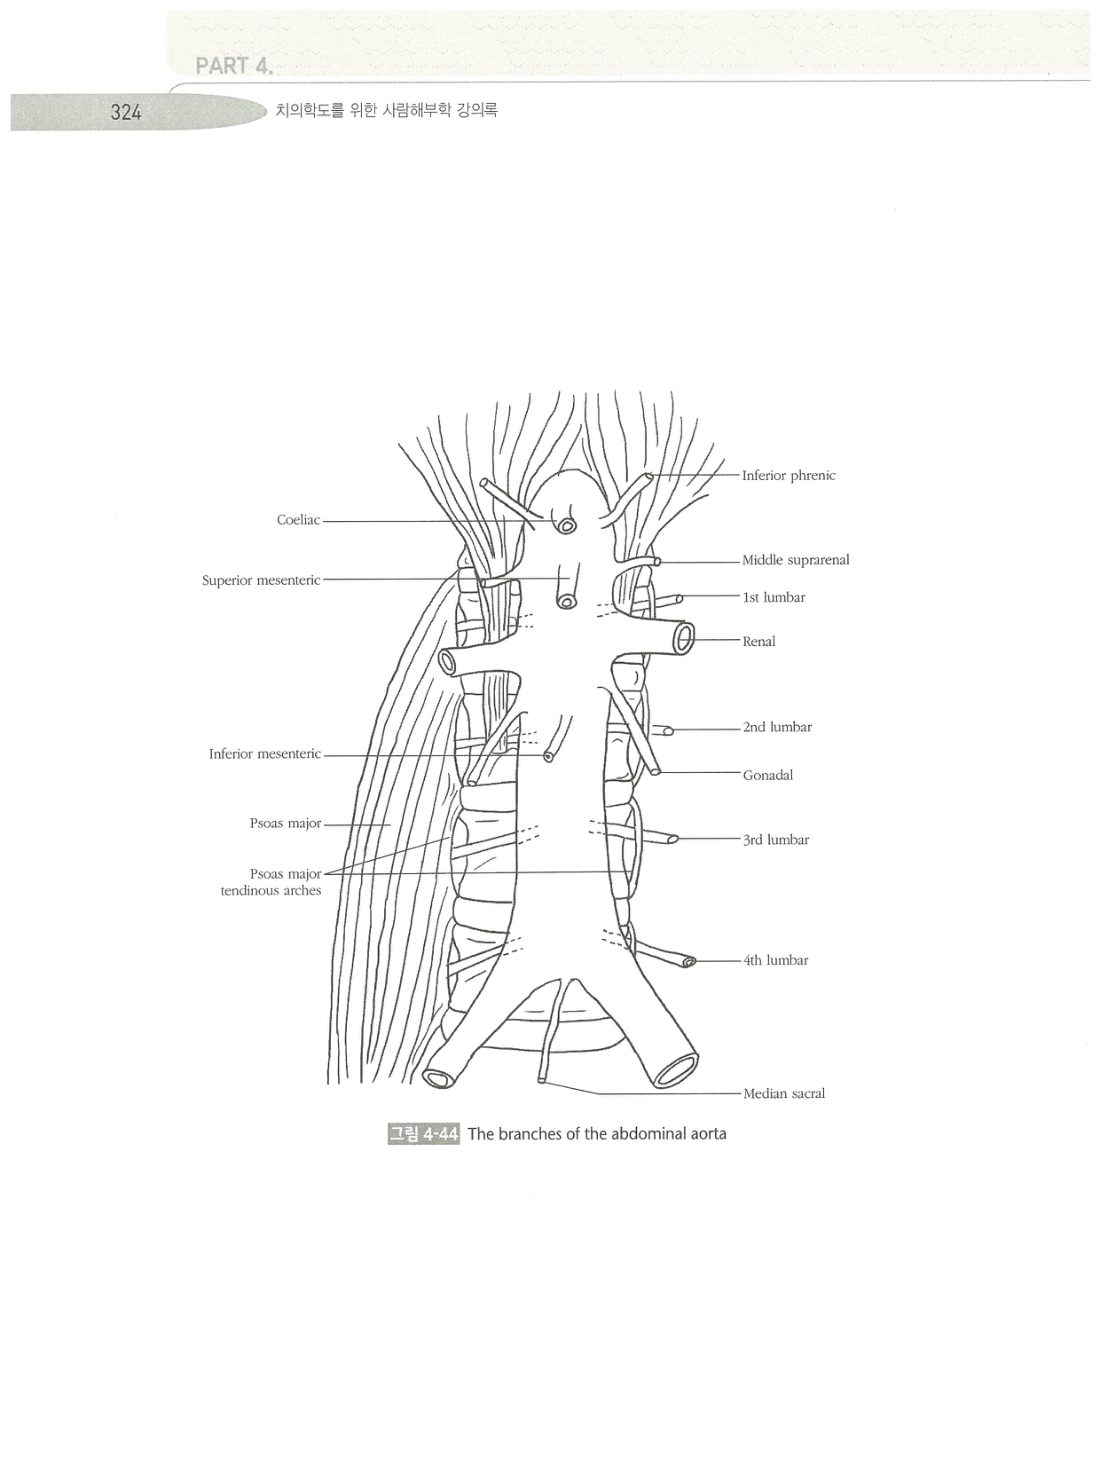 PART 4.
324
치의학도를 위한 사람해부학 강의록
Inferior phrenic
Coeliac
Middle suprarenal
Superior mesenteric
1st lumbar
Renal
2nd lumbar
Inferior mesenteric
Gonadal
Psoas major
3rd lumbar
Psoas major
tendinous arches
4th lumbar
Median sacral
그림 4-44 The branches of the abdominal aorta